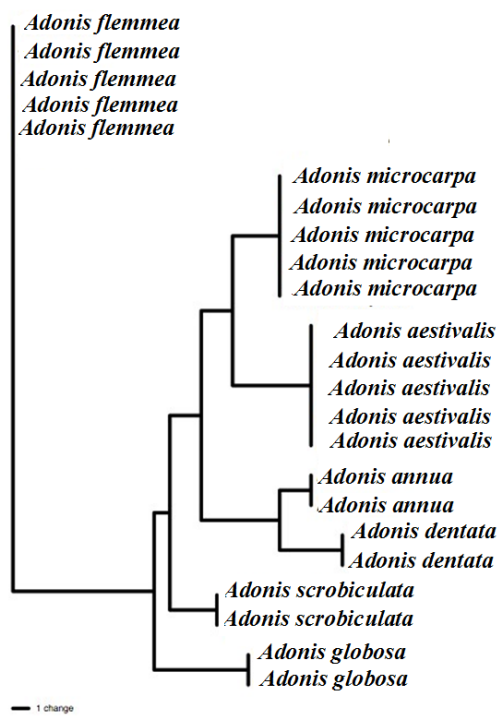 Adonis flemmea
Adonis flemmea
Adonis flemmea
Adonis flemmea
Adonis flemmea
Adonis microcarpa
Adonis microcarpa
Adonis microcarpa
Adonis microcarpa
Adonis microcarpa
Adonis aestivalis
Adonis aestivalis
Adonis aestivalis
Adonis aestivalis
Adonis aestivalis
Adonis annua
Adonis annua
Adonis dentata
Adonis dentata
Adonis scrobiculata
Adonis scrobiculata
Adonis globosa
Adonis globosa
1 change